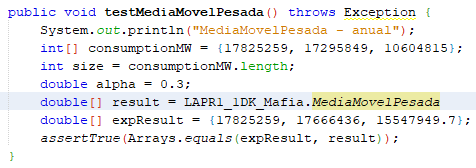 public void testMediaMovelPesada() throws Exception {
System.out.println("MediaMovelPesada - anual");
int[] consumptionMW = {17825259, 17295849, 10604815};
int size = consumptionMW.length;
double alpha = 0.3;
double[] result = LAPR1_1DK_Mafia.MediaMovelPesada
double[] expResult = {17825259, 17666436, 15547949.7};
assertTrue(Arrays.equals(expResult, result));
}